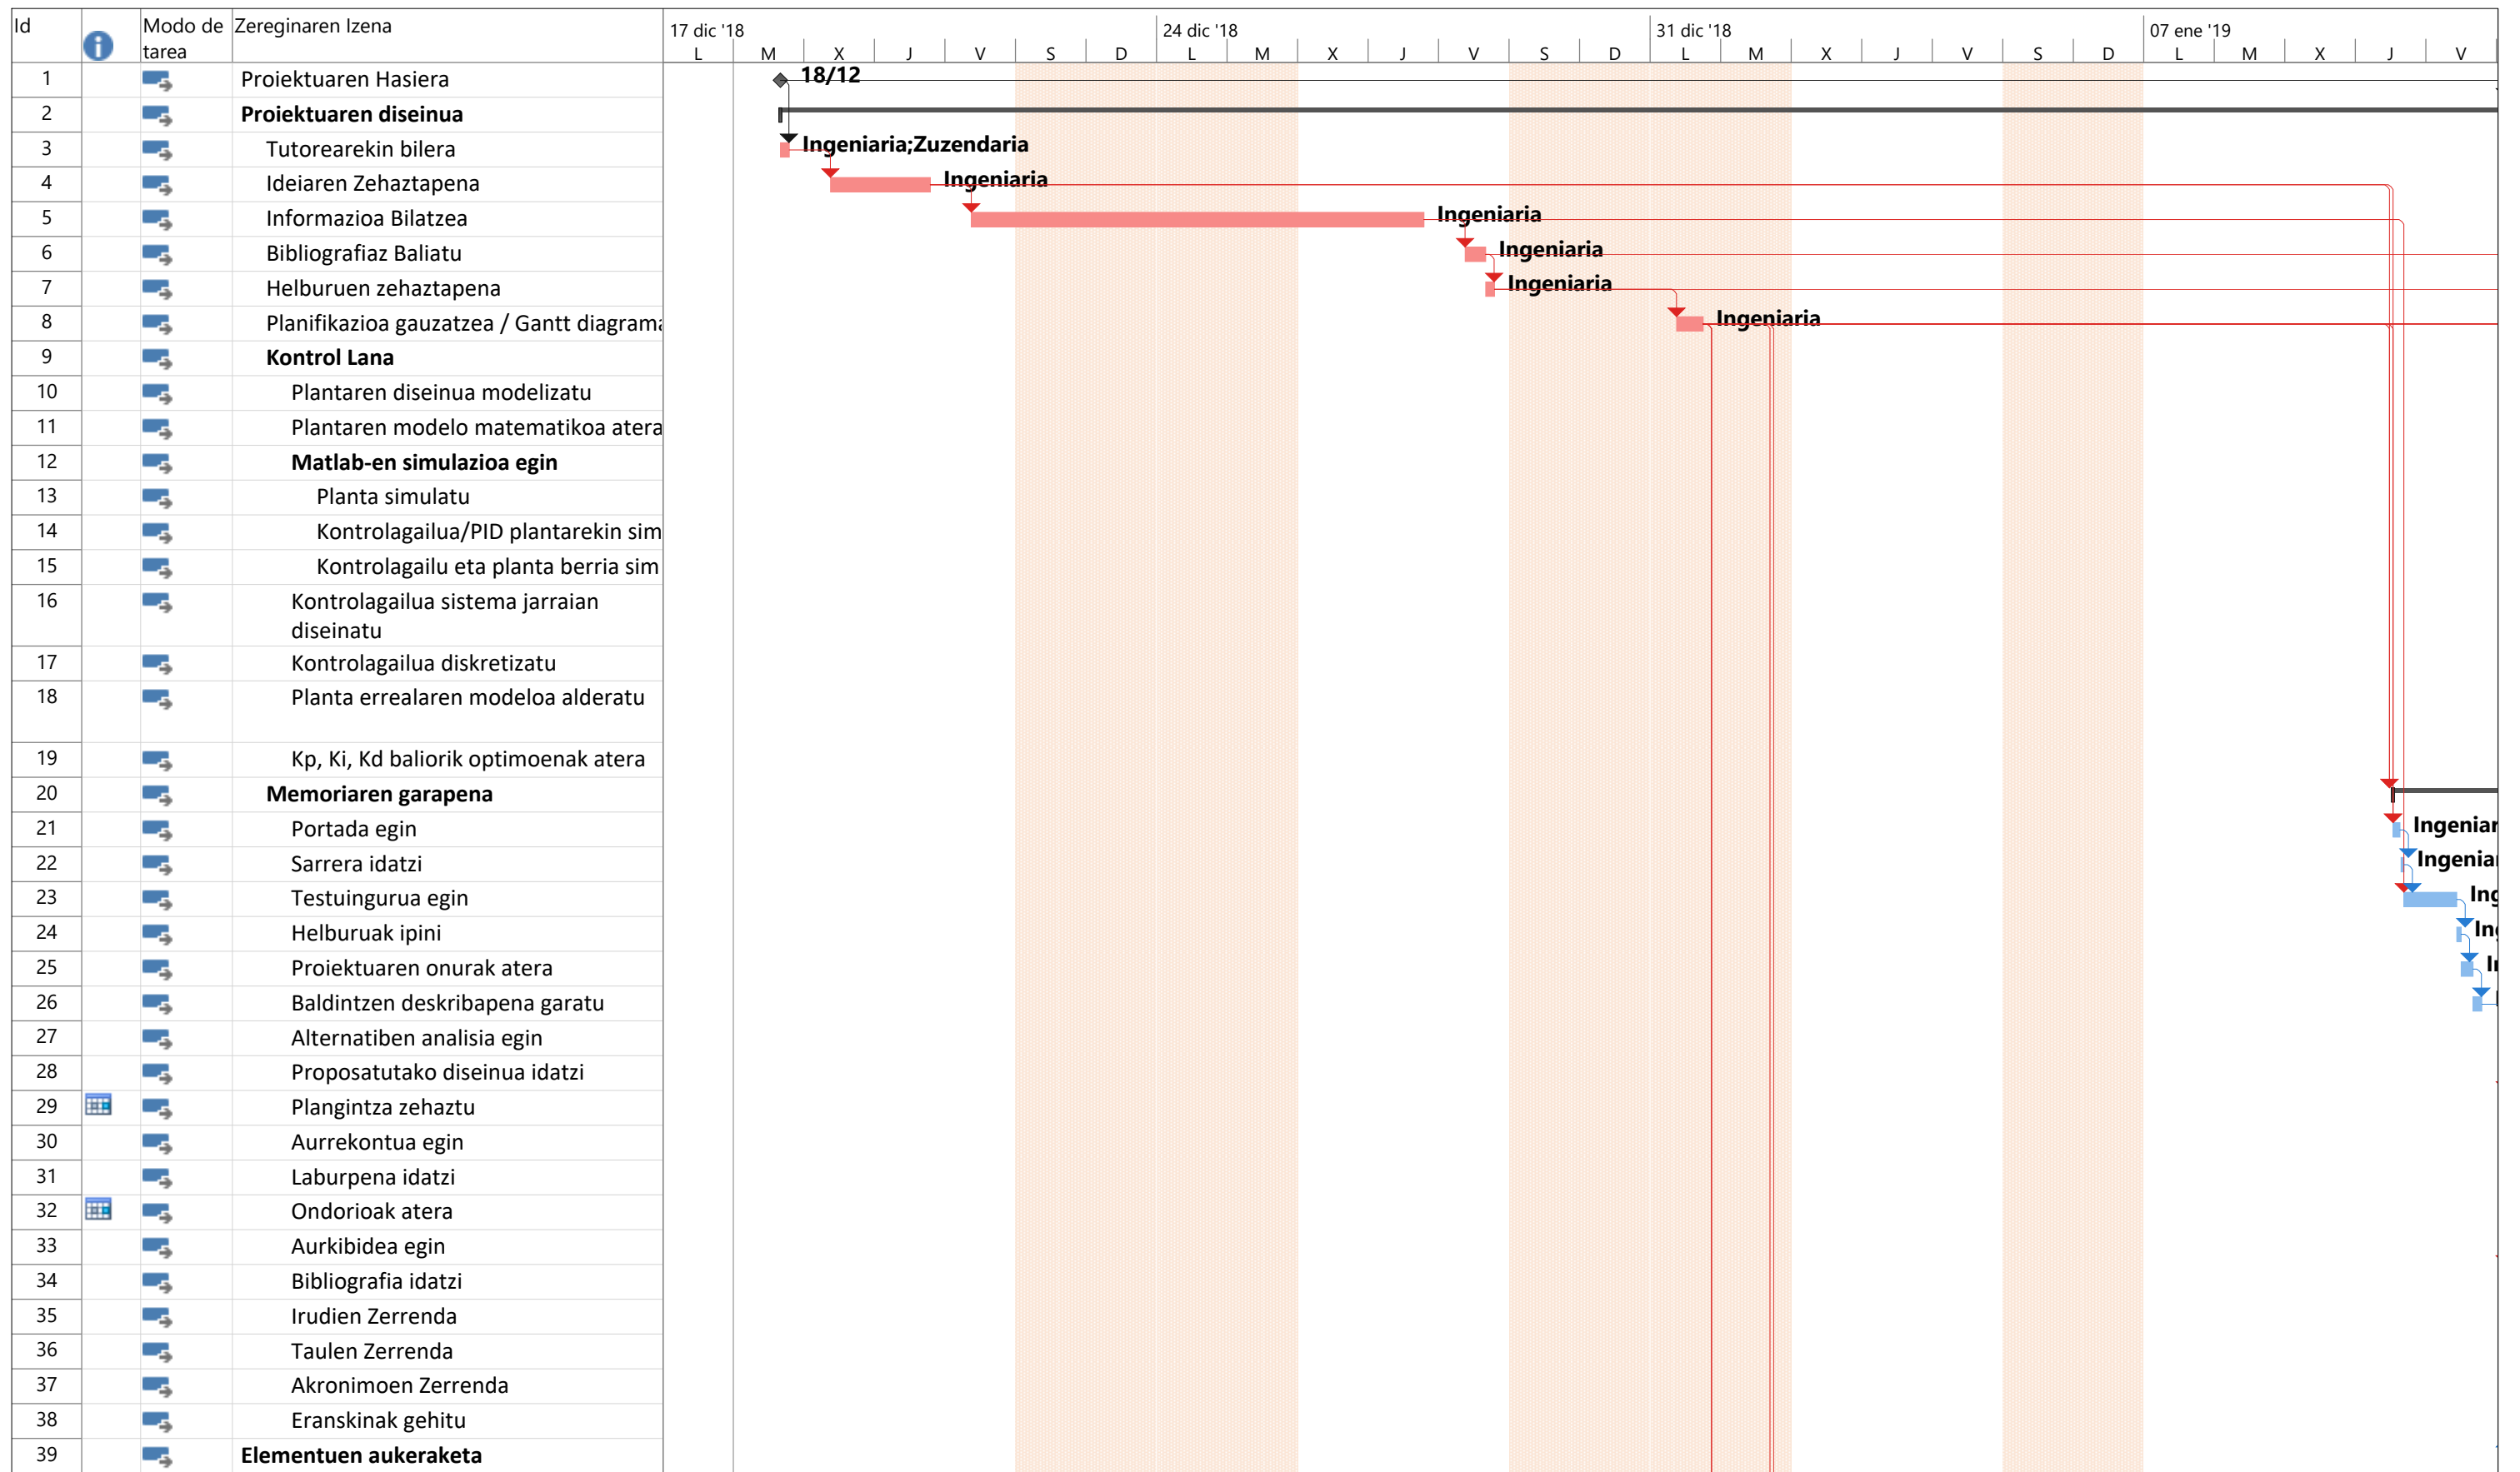 Id Modo de tarea Zereginaren Izena
17 dic '18 24 dic '18 31 dic '18 07 ene '19
L M X J V S D L M X J V S D L M X J V S D L M X J V
1 Proiektuaren Hasiera 18/12
2 Proiektuaren diseinua
3 Tutorearekin bilera Ingeniaria;Zuzendaria
4 Ideiaren Zehaztapena Ingeniaria
5 Informazioa Bilatzea Ingeniaria
6 Bibliografiaz Baliatu Ingeniaria
7 Helburuen zehaztapena Ingeniaria
8 Planifikazioa gauzatzea / Gantt diagrama Ingeniaria
9 Kontrol Lana
10 Plantaren diseinua modelizatu
11 Plantaren modelo matematikoa atera
12 Matlab-en simulazioa egin
13 Planta simulatu
14 Kontrolagailua/PID plantarekin sim
15 Kontrolagailu eta planta berria sim
16 Kontrolagailua sistema jarraian
diseinatu
17 Kontrolagailua diskretizatu
18 Planta errealaren modeloa alderatu
19 Kp, Ki, Kd baliorik optimoenak atera
20 Memoriaren garapena
21 Portada egin Ingeniar
22 Sarrera idatzi Ingeniar
23 Testuingurua egin Ing
24 Helburuak ipini Ing
25 Proiektuaren onurak atera
26 Baldintzen deskribapena garatu
27 Alternatiben analisia egin
28 Proposatutako diseinua idatzi
29 Plangintza zehaztu
30 Aurrekontua egin
31 Laburpena idatzi
32 Ondorioak atera
33 Aurkibidea egin
34 Bibliografia idatzi
35 Irudien Zerrenda
36 Taulen Zerrenda
37 Akronimoen Zerrenda
38 Eranskinak gehitu
39 Elementuen aukeraketa